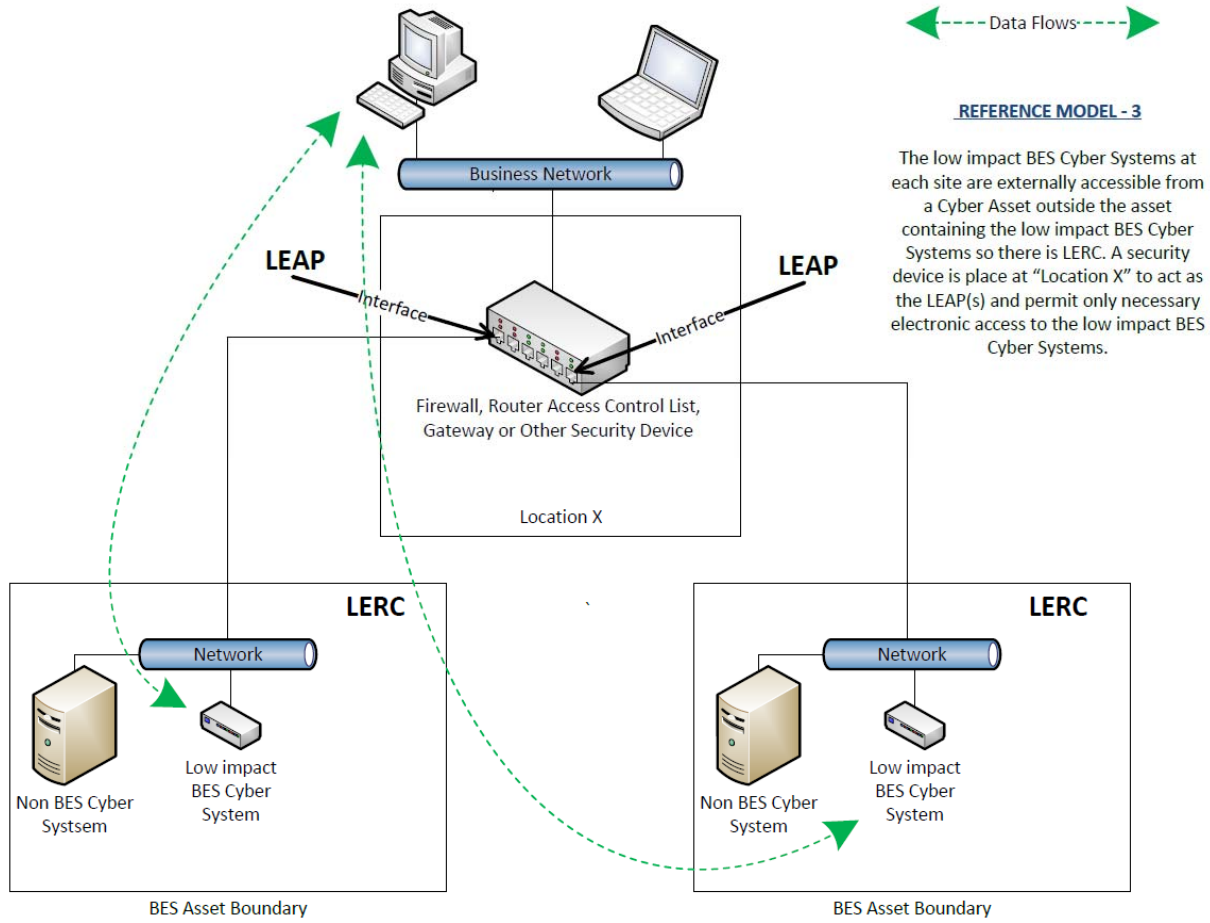 Data Flows
REFERENCE MODEL - 3
The low impact BES Cyber Systems at
each site are externally accessible from
a Cyber Asset outside the asset
containing the low impact BES Cyber
Systems so there is LERC. A security
device is place at “Location X” to act as
the LEAP(s) and permit only necessary
electronic access to the low impact BES
Cyber Systems.
Business Network
LEAP
Interface
LEAP
Interface
Firewall, Router Access Control List,
Gateway or Other Security Device
Location X
LERC
Network
Non BES Cyber
Systsem
Low impact
BES Cyber
System
BES Asset Boundary
`
LERC
Network
Non BES Cyber
System
Low impact
BES Cyber
System
BES Asset Boundary